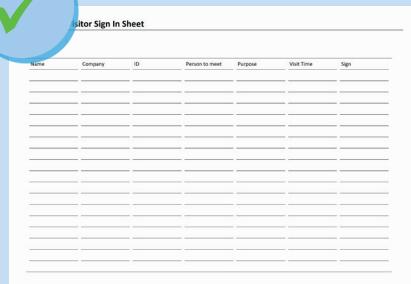 isitor Sign In Sheet
Name Company ID Person to meet Purpose Visit Time Sign